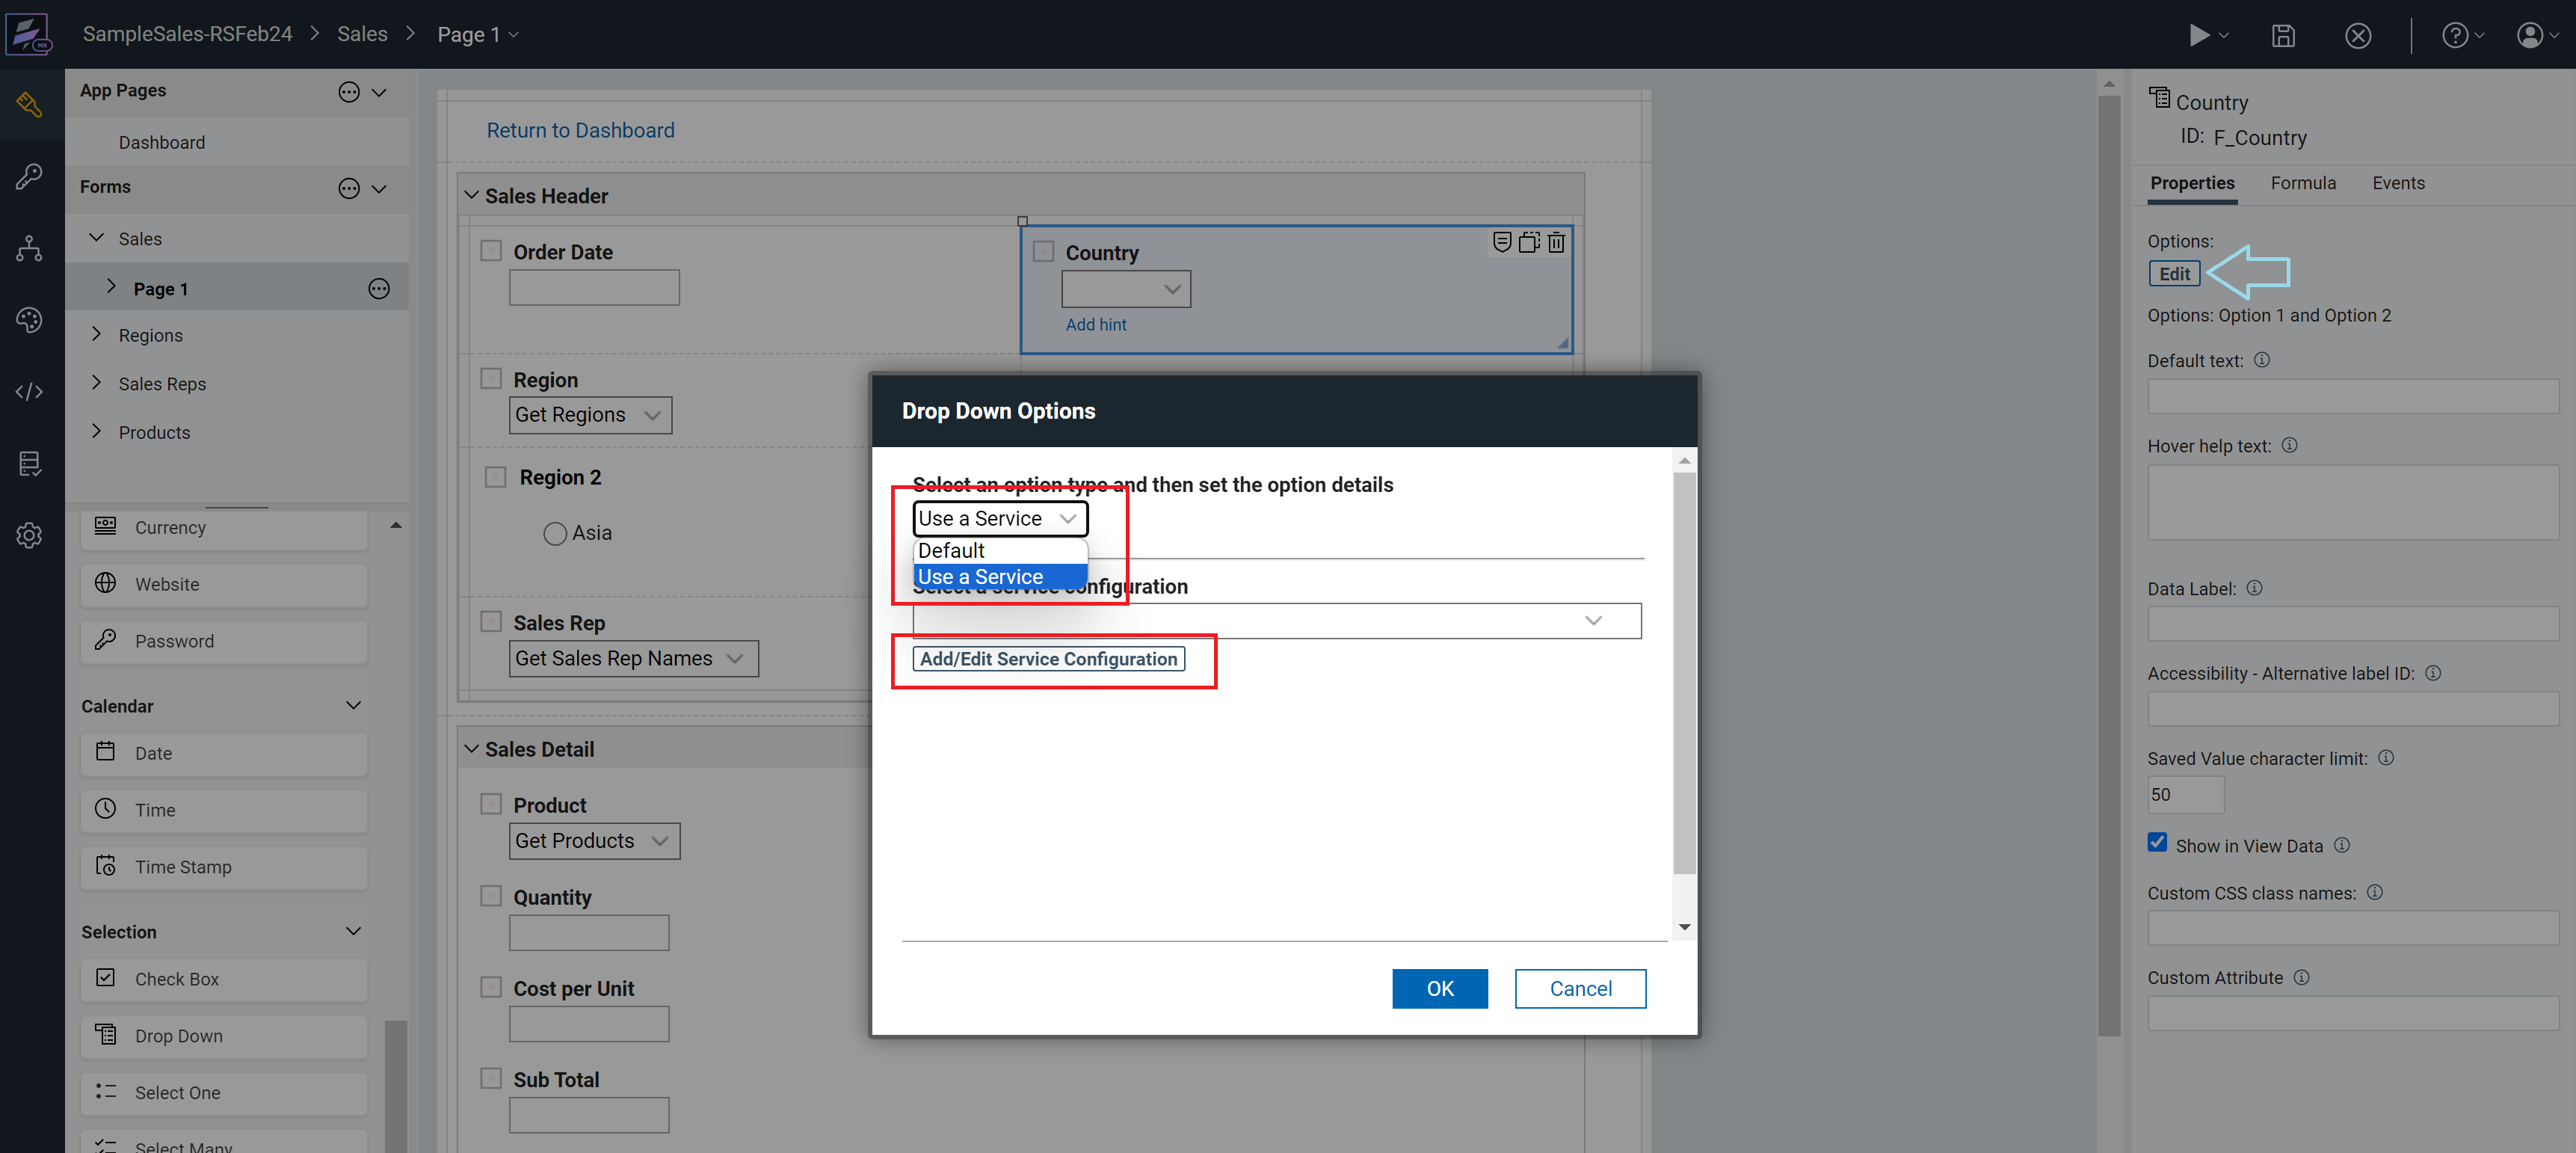 SampleSales-RSFeb24 > Sales > Page 1
MX
App Pages
Dashboard
Forms
Sales
Page 1
Regions
Sales Reps
Products
Currency
Website
Password
Calendar
Date
Time
Time Stamp
Selection
Check Box
Drop Down
Select One
Select Many
Return to Dashboard
Sales Header
Order Date
Country
Add hint
Region
Get Regions
Region 2
Asia
Sales Rep
Get Sales Rep Names
Sales Detail
Product
Get Products
Quantity
Cost per Unit
Sub Total
Drop Down Options
Select an option type and then set the option details
Use a Service
Default
Use a Service
Select a service configuration
Add/Edit Service Configuration
OK
Cancel
Country
ID: F_Country
Properties Formula Events
Options:
Edit
Options: Option 1 and Option 2
Default text:
Hover help text:
Data Label:
Accessibility - Alternative label ID:
Saved Value character limit:
50
Show in View Data
Custom CSS class names:
Custom Attribute